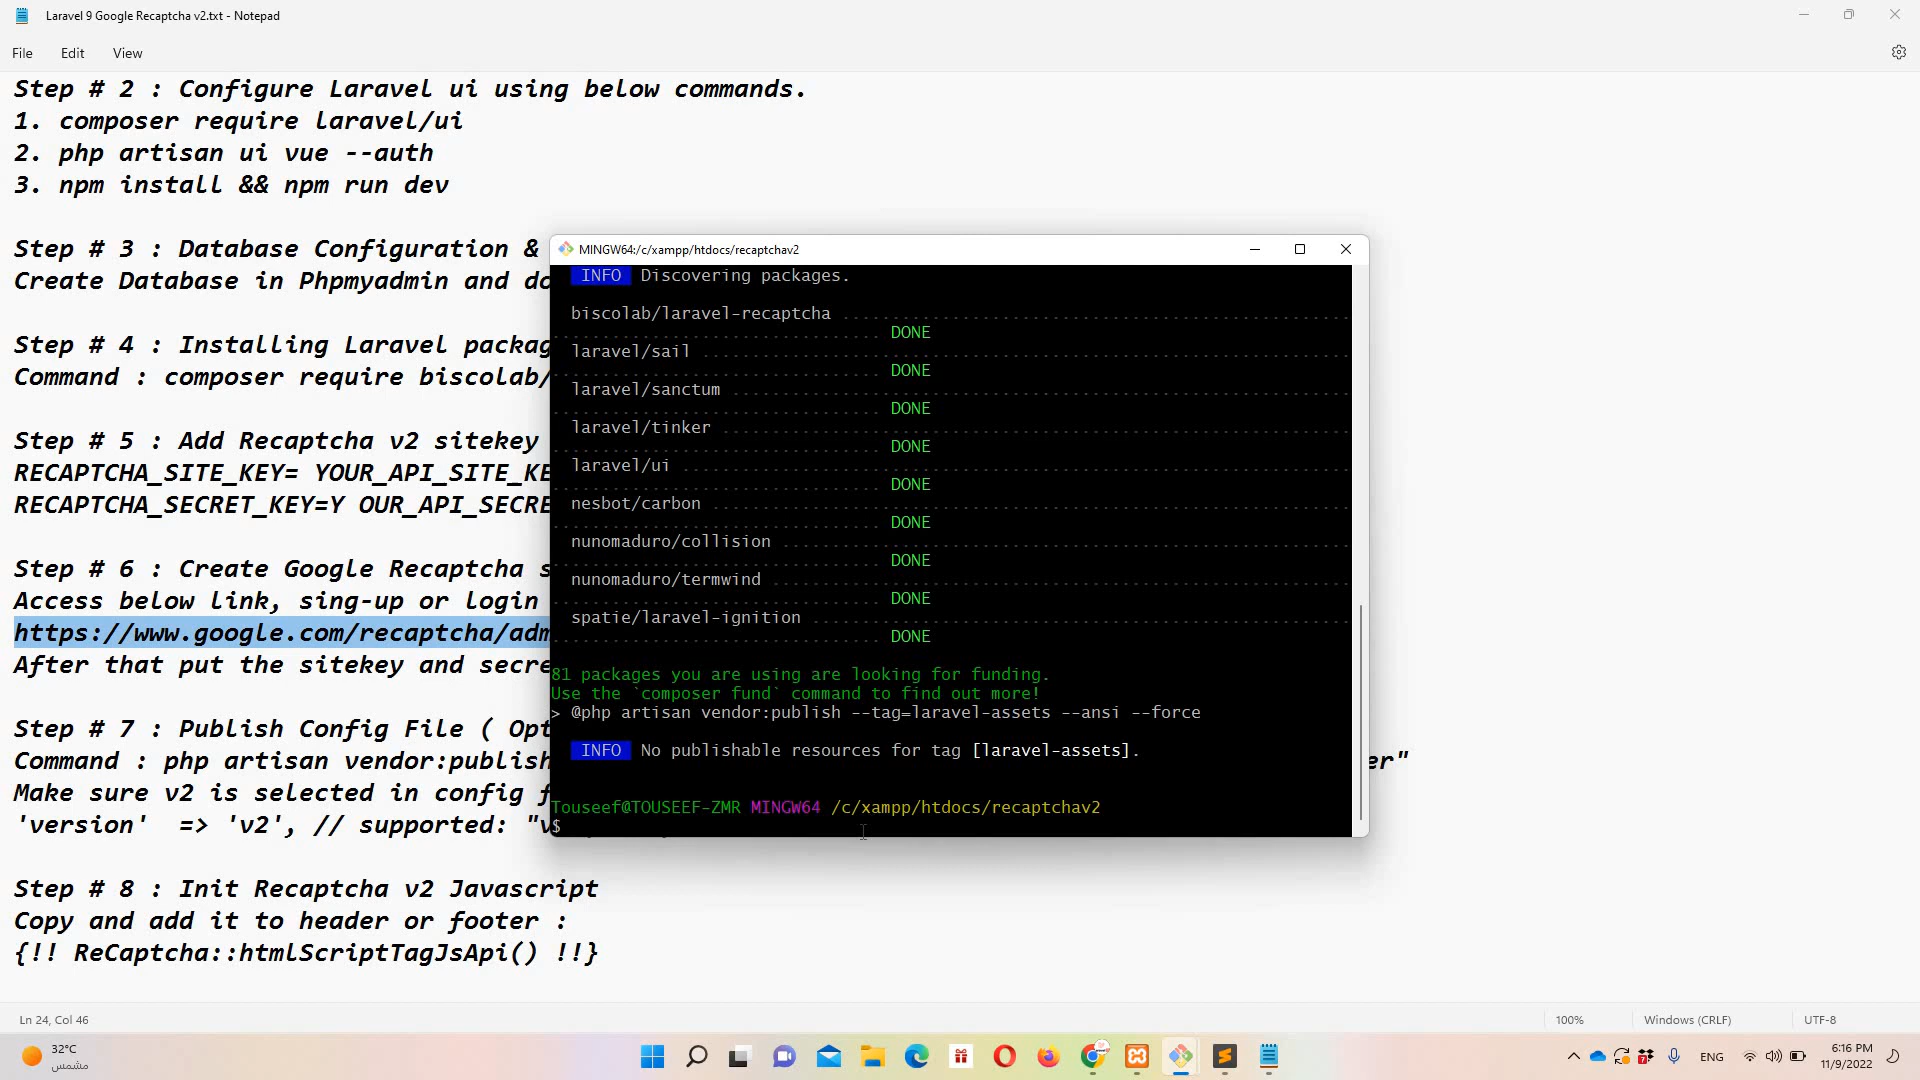 Laravel 9 Google Recaptcha v2.txt - Notepad
File Edit View
Step # 2 : Configure Laravel ui using below commands.
1. composer require laravel/ui
2. php artisan ui vue --auth
3. npm install && npm run dev
Step # 3 : Database Configuration &
Create Database in Phpmyadmin and do
Step # 4 : Installing Laravel packag
Command : composer require biscolab/
Step # 5 : Add Recaptcha v2 sitekey
RECAPTCHA_SITE_KEY= YOUR_API_SITE_KE
RECAPTCHA_SECRET_KEY=Y OUR_API_SECRE
Step # 6 : Create Google Recaptcha s
Access below link, sing-up or login
https://www.google.com/recaptcha/adm
After that put the sitekey and secre
Step # 7 : Publish Config File ( Opt
Command : php artisan vendor:publish er"
Make sure v2 is selected in config f
'version' => 'v2', // supported: "v
Step # 8 : Init Recaptcha v2 Javascript
Copy and add it to header or footer :
{!! ReCaptcha::htmlScriptTagJsApi() !!}
MINGW64:/c/xampp/htdocs/recaptchav2
INFO Discovering packages.
biscolab/laravel-recaptcha
DONE
laravel/sail
DONE
laravel/sanctum
DONE
laravel/tinker
DONE
laravel/ui
DONE
nesbot/carbon
DONE
nunomaduro/collision
DONE
nunomaduro/termwind
DONE
spatie/laravel-ignition
DONE
81 packages you are using are looking for funding.
Use the `composer fund` command to find out more!
> @php artisan vendor:publish --tag=laravel-assets --ansi --force
INFO No publishable resources for tag [laravel-assets].
Touseef@TOUSEEF-ZMR MINGW64 /c/xampp/htdocs/recaptchav2
$
Ln 24, Col 46 100% Windows (CRLF) UTF-8
32°C
مشمس
ENG
6:16 PM
11/9/2022